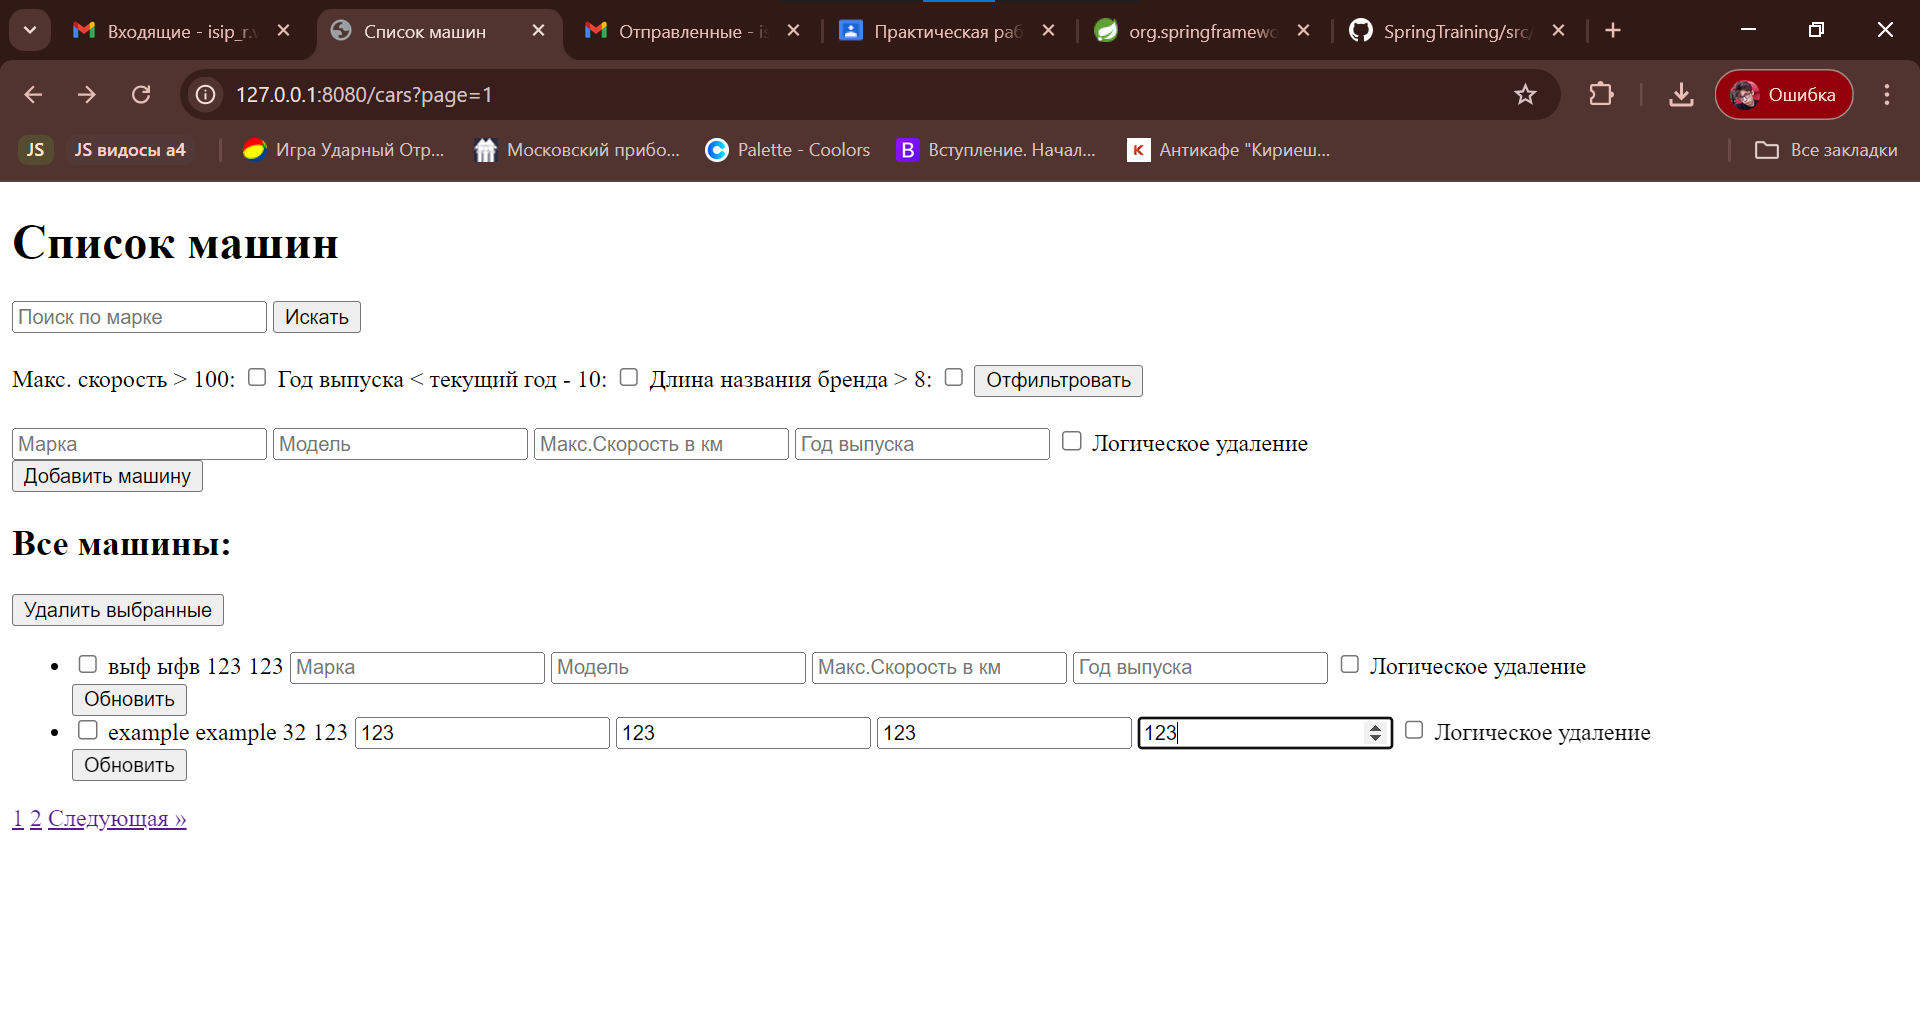 Входящие - isip_r.
Список машин
Отправленные - is
Практическая раб
org.springframewo
SpringTraining/src/
127.0.0.1:8080/cars?page=1
Ошибка
JS
JS видосы а4
Игра Ударный Отр...
Московский прибо...
Palette - Coolors
B
Вступление. Начал...
K
Антикафе "Кириеш...
Все закладки
Список машин
Поиск по марке Искать
Макс. скорость > 100: Год выпуска < текущий год - 10: Длина названия бренда > 8: Отфильтровать
Марка Модель Макс.Скорость в км Год выпуска Логическое удаление
Добавить машину
Все машины:
Удалить выбранные
выф ыфв 123 123 Марка Модель Макс.Скорость в км Год выпуска Логическое удаление
Обновить
example example 32 123 123 123 123 123 Логическое удаление
Обновить
1 2 Следующая »